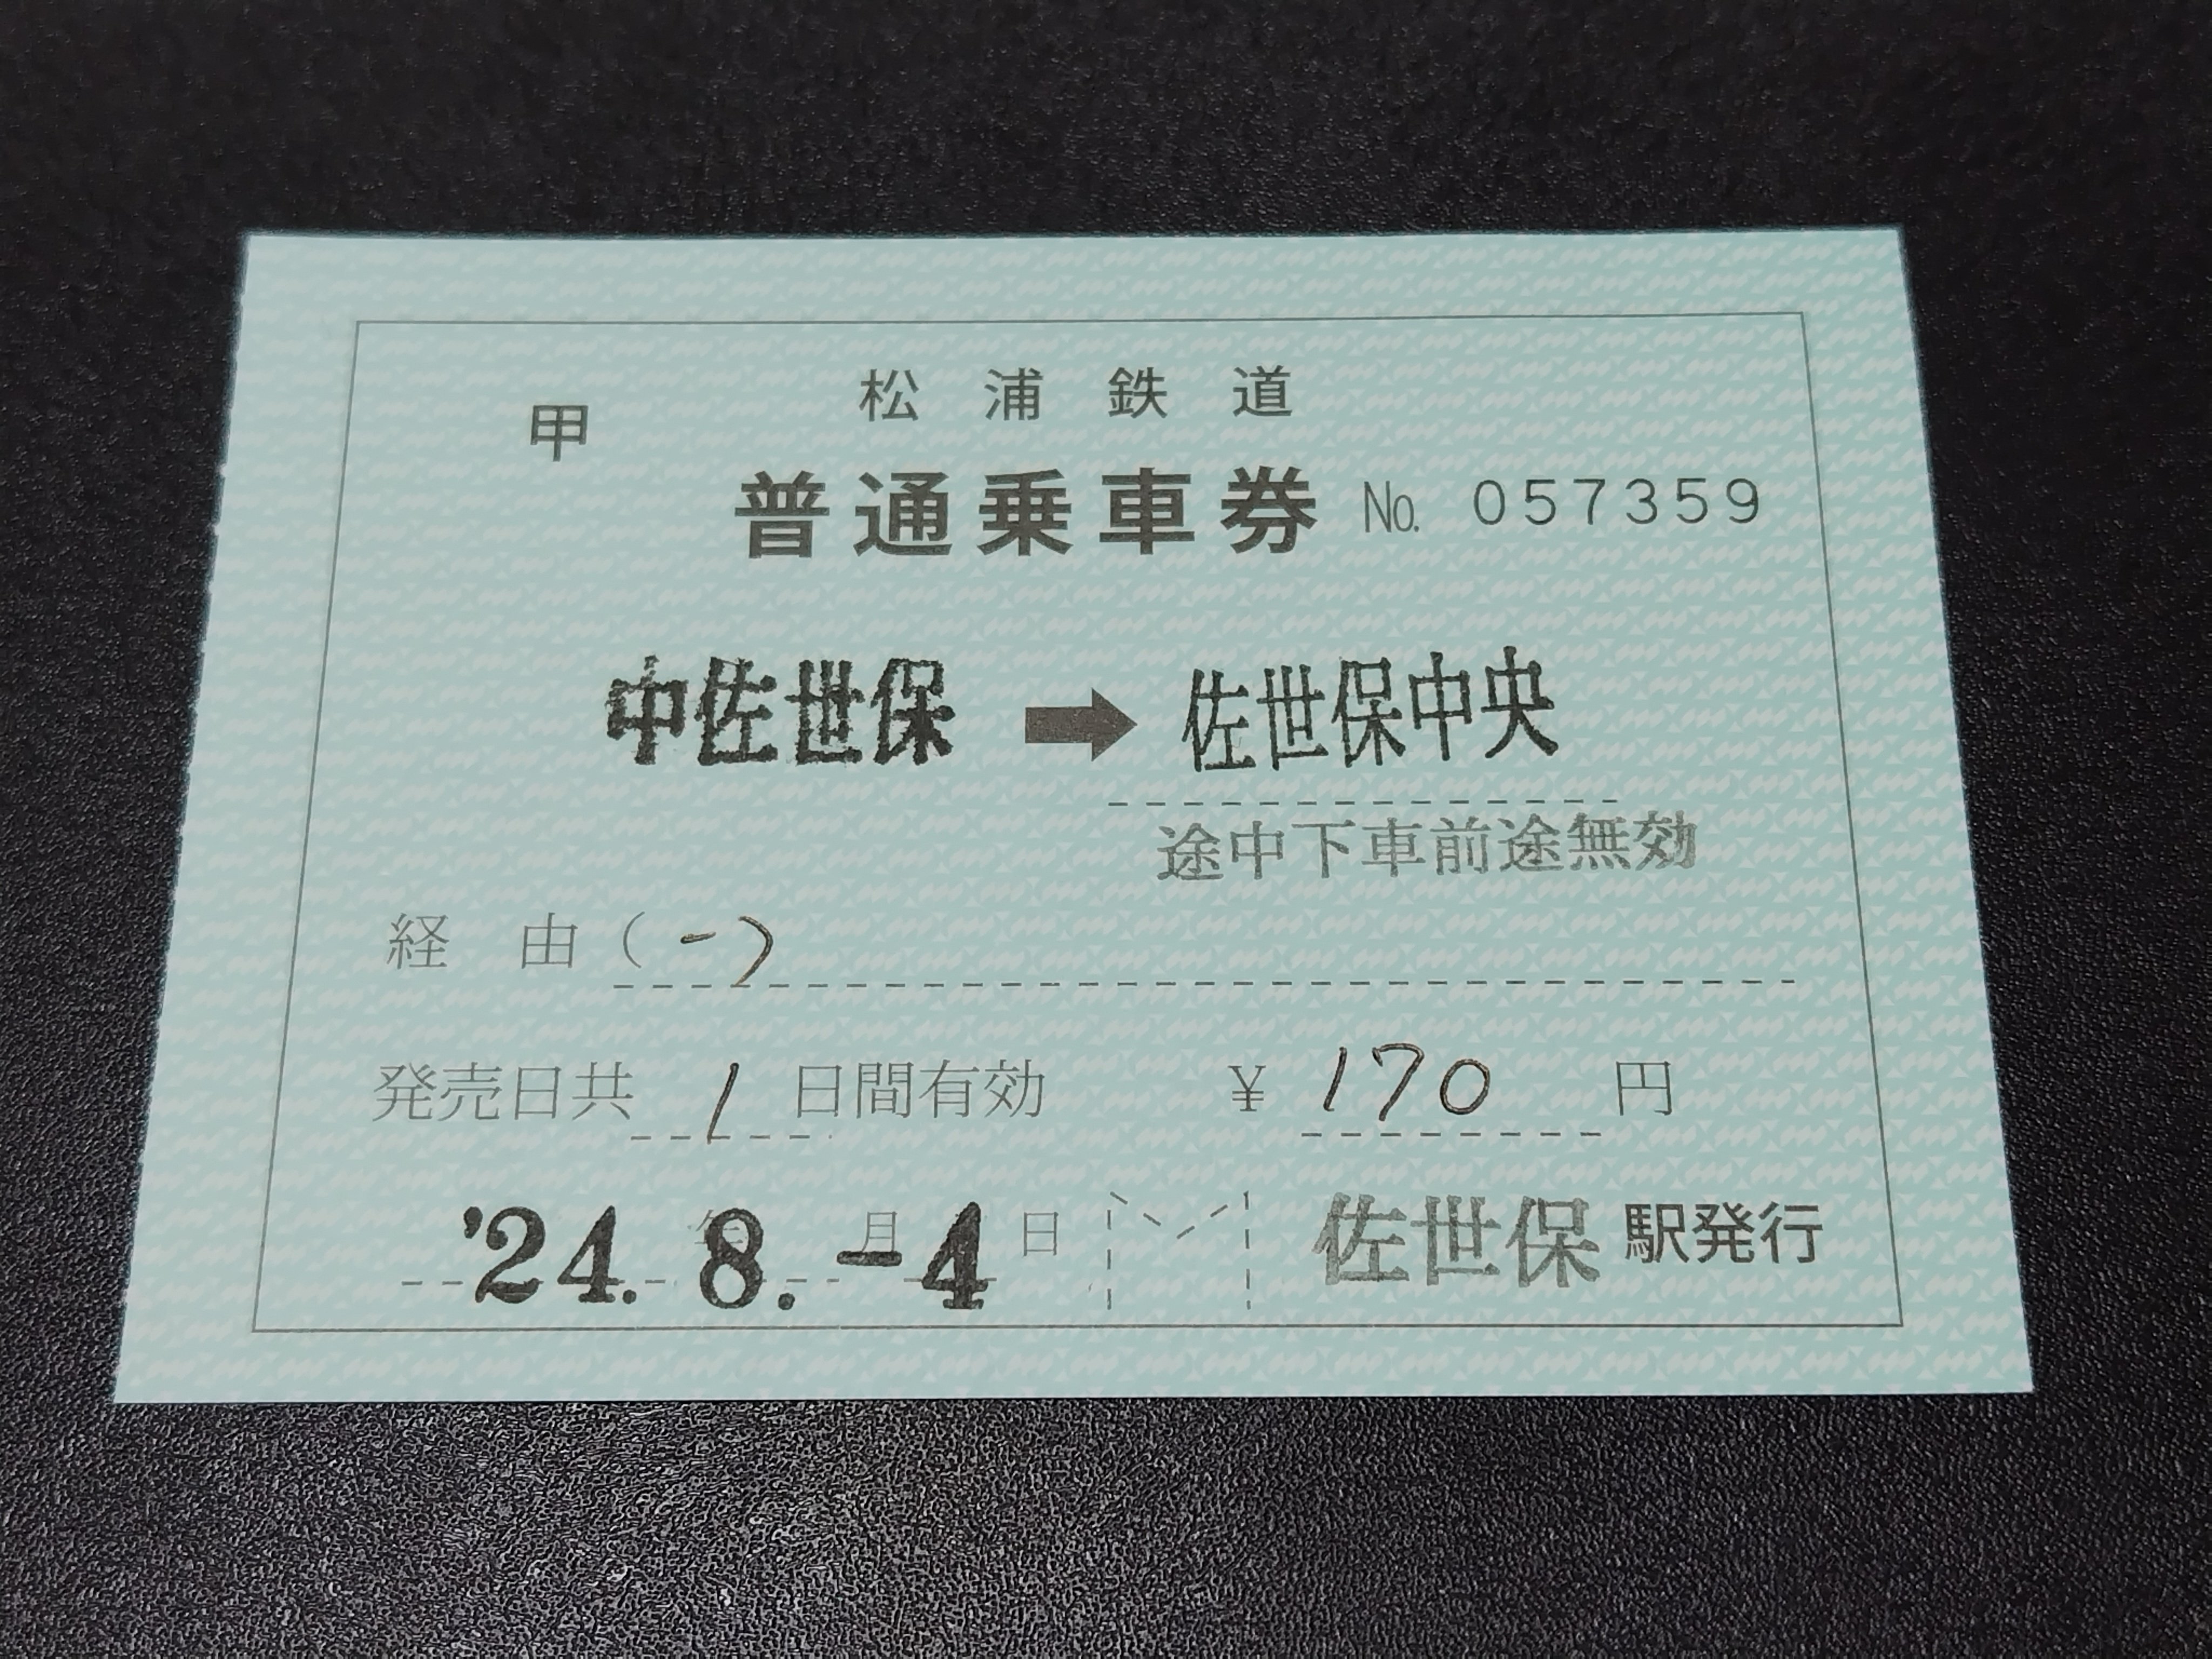 松浦鉄道
甲
普通乗車券 No. 057359
中佐世保 ➡ 佐世保中央
途中下車前途無効
経由(-)
発売日共 1 日間有効 ¥ 170 円
'24. 8. -4 年 月 日 佐世保 駅発行